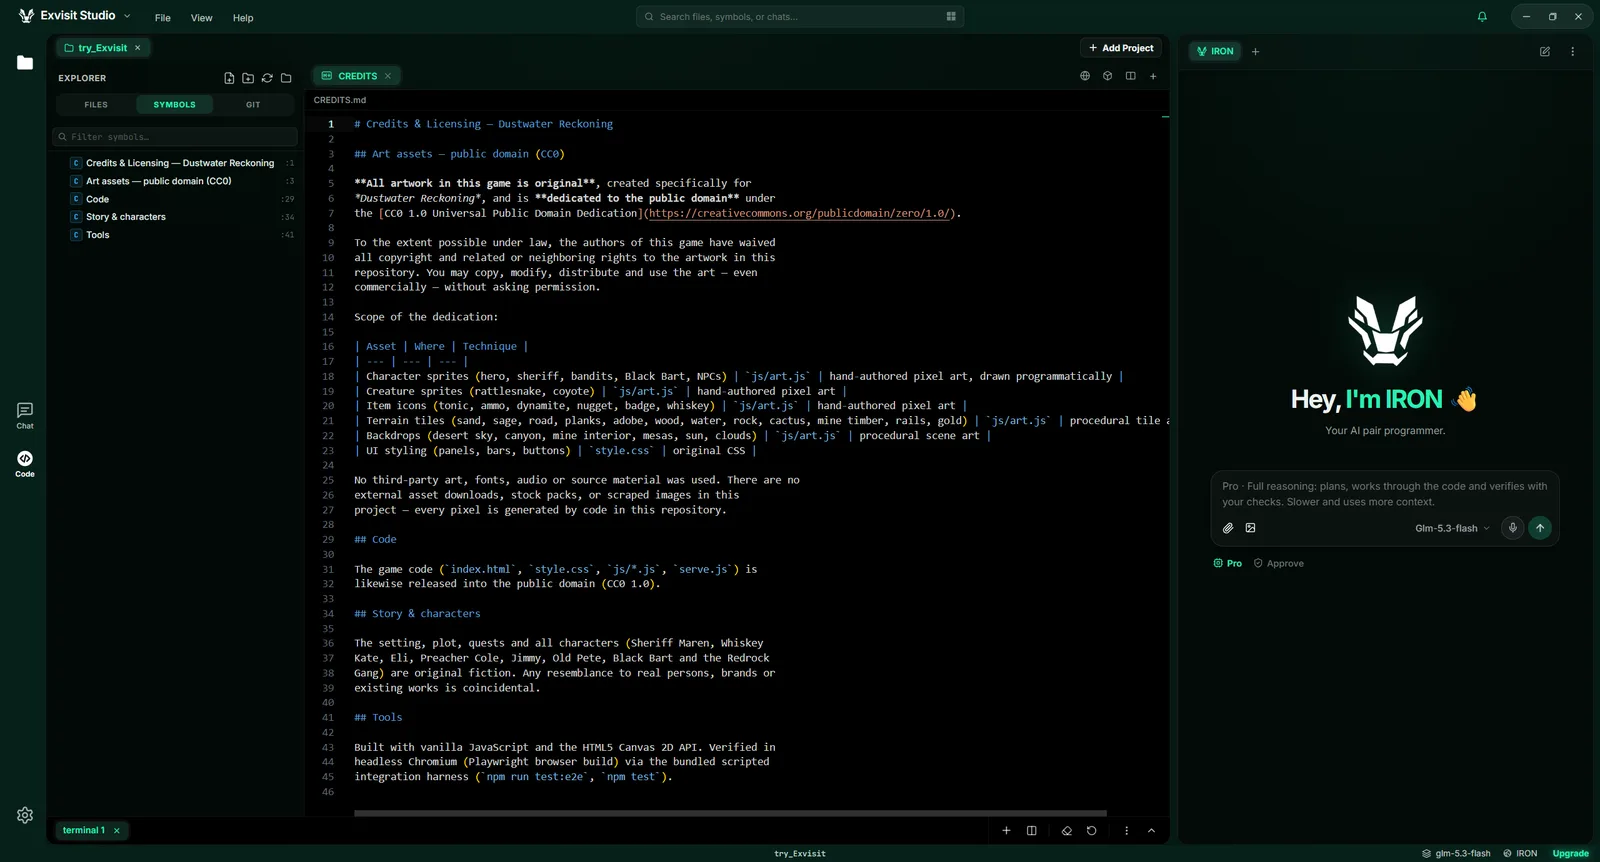 Exvisit Studio File View Help
Search files, symbols, or chats...
try_Exvisit
Add Project
EXPLORER
FILES SYMBOLS GIT
Filter symbols…
Credits & Licensing — Dustwater Reckoning :1
Art assets — public domain (CC0) :3
Code :29
Story & characters :34
Tools :41
Chat
Code
CREDITS
CREDITS.md
1 # Credits & Licensing — Dustwater Reckoning
2
3 ## Art assets — public domain (CC0)
4
5 **All artwork in this game is original**, created specifically for
6 *Dustwater Reckoning*, and is **dedicated to the public domain** under
7 the [CC0 1.0 Universal Public Domain Dedication](https://creativecommons.org/publicdomain/zero/1.0/).
8
9 To the extent possible under law, the authors of this game have waived
10 all copyright and related or neighboring rights to the artwork in this
11 repository. You may copy, modify, distribute and use the art — even
12 commercially — without asking permission.
13
14 Scope of the dedication:
15
16 | Asset | Where | Technique |
17 | --- | --- | --- |
18 | Character sprites (hero, sheriff, bandits, Black Bart, NPCs) | `js/art.js` | hand-authored pixel art, drawn programmatically |
19 | Creature sprites (rattlesnake, coyote) | `js/art.js` | hand-authored pixel art |
20 | Item icons (tonic, ammo, dynamite, nugget, badge, whiskey) | `js/art.js` | hand-authored pixel art |
21 | Terrain tiles (sand, sage, road, planks, adobe, wood, water, rock, cactus, mine timber, rails, gold) | `js/art.js` | procedural tile a
22 | Backdrops (desert sky, canyon, mine interior, mesas, sun, clouds) | `js/art.js` | procedural scene art |
23 | UI styling (panels, bars, buttons) | `style.css` | original CSS |
24
25 No third-party art, fonts, audio or source material was used. There are no
26 external asset downloads, stock packs, or scraped images in this
27 project — every pixel is generated by code in this repository.
28
29 ## Code
30
31 The game code (`index.html`, `style.css`, `js/*.js`, `serve.js`) is
32 likewise released into the public domain (CC0 1.0).
33
34 ## Story & characters
35
36 The setting, plot, quests and all characters (Sheriff Maren, Whiskey
37 Kate, Eli, Preacher Cole, Jimmy, Old Pete, Black Bart and the Redrock
38 Gang) are original fiction. Any resemblance to real persons, brands or
39 existing works is coincidental.
40
41 ## Tools
42
43 Built with vanilla JavaScript and the HTML5 Canvas 2D API. Verified in
44 headless Chromium (Playwright browser build) via the bundled scripted
45 integration harness (`npm run test:e2e`, `npm test`).
46
terminal 1
IRON
Hey, I'm IRON 👋
Your AI pair programmer.
Pro · Full reasoning: plans, works through the code and verifies with
your checks. Slower and uses more context.
Glm-5.3-flash
Pro Approve
try_Exvisit
glm-5.3-flash IRON Upgrade